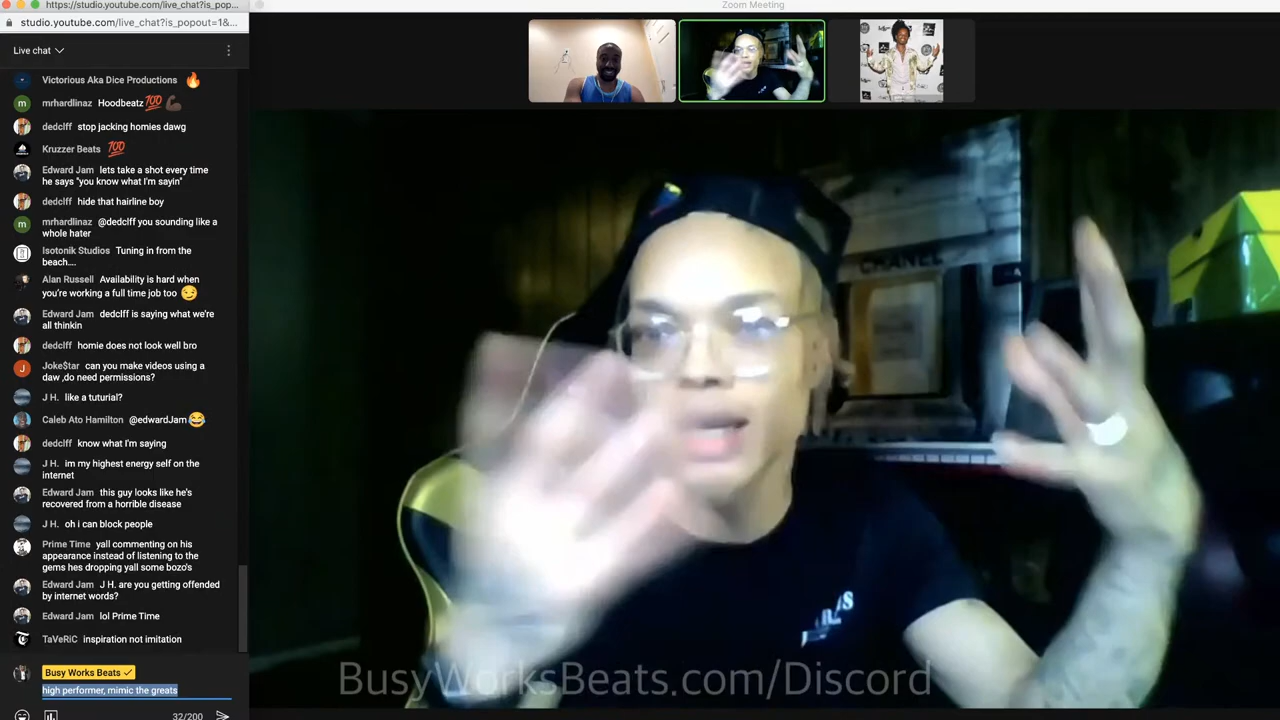 https://studio.youtube.com/live_chat?is_pop...
studio.youtube.com/live_chat?is_popout=1&...
Zoom Meeting
Live chat
Victorious Aka Dice Productions 🔥
mrhardlinaz Hoodbeatz💯 💪🏿
dedclff stop jacking homies dawg
Kruzzer Beats 💯
Edward Jam lets take a shot every time
he says "you know what I'm sayin"
dedclff hide that hairline boy
mrhardlinaz @dedclff you sounding like a
whole hater
Isotonik Studios Tuning in from the
beach....
Alan Russell Availability is hard when
you're working a full time job too 😏
Edward Jam dedclff is saying what we're
all thinkin
dedclff homie does not look well bro
Joke$tar can you make videos using a
daw ,do need permissions?
J H. like a tuturial?
Caleb Ato Hamilton @edwardJam😂
dedclff know what I'm saying
J H. im my highest energy self on the
internet
Edward Jam this guy looks like he's
recovered from a horrible disease
J H. oh i can block people
Prime Time yall commenting on his
appearance instead of listening to the
gems hes dropping yall some bozo's
Edward Jam J H. are you getting offended
by internet words?
Edward Jam lol Prime Time
TaVeRiC inspiration not imitation
Busy Works Beats ✓
high performer, mimic the greats
32/200
CHANEL
BusyWorksBeats.com/Discord